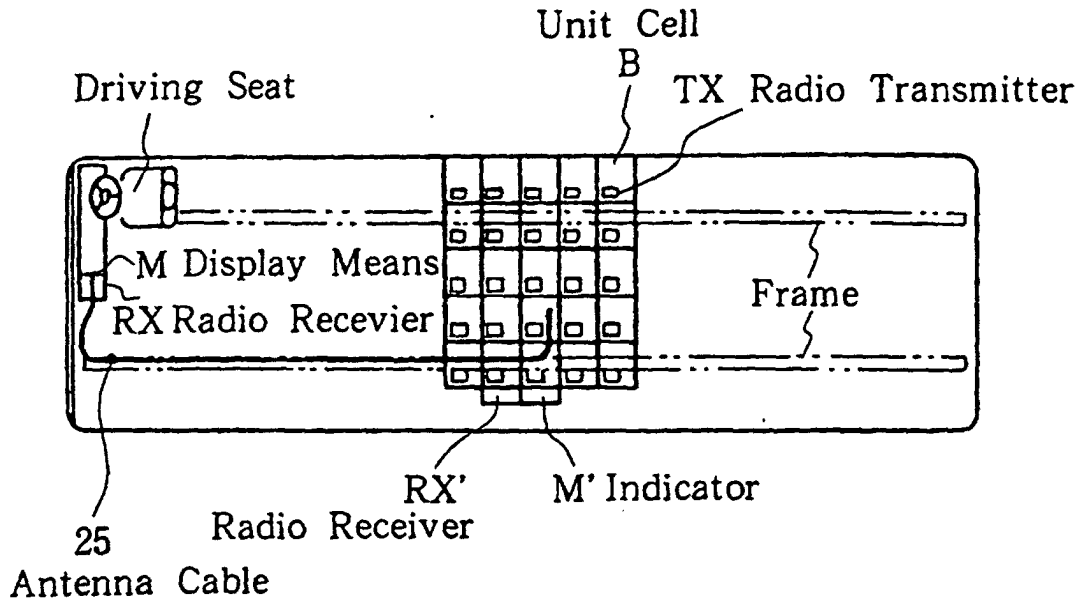 Unit Cell
B
Driving Seat
TX Radio Transmitter
M Display Means
RX Radio Recevier
Frame
RX' M' Indicator
Radio Receiver
25
Antenna Cable